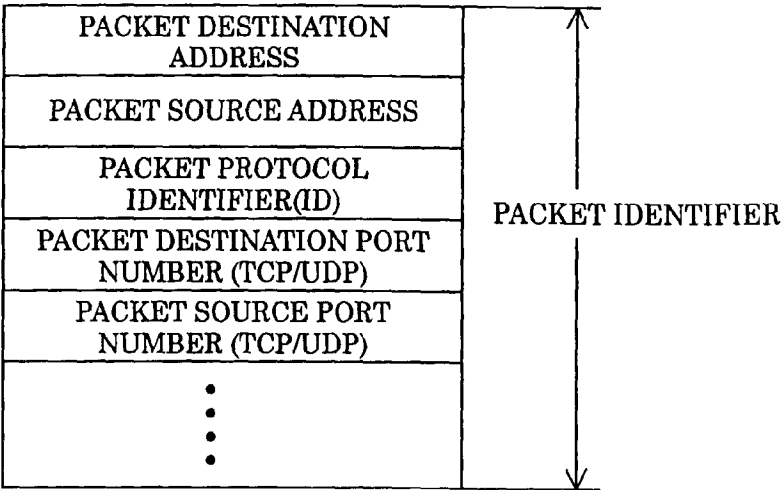 PACKET DESTINATION
ADDRESS
PACKET SOURCE ADDRESS
PACKET PROTOCOL
IDENTIFIER(ID)
PACKET DESTINATION PORT
NUMBER (TCP/UDP)
PACKET SOURCE PORT
NUMBER (TCP/UDP)
PACKET IDENTIFIER